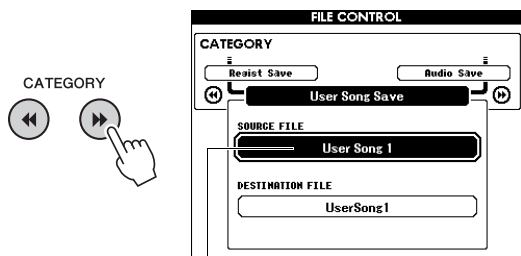 FILE CONTROL
CATEGORY
Regist Save
Audio Save
User Song Save
CATEGORY
SOURCE FILE
User Song 1
DESTINATION FILE
UserSong1